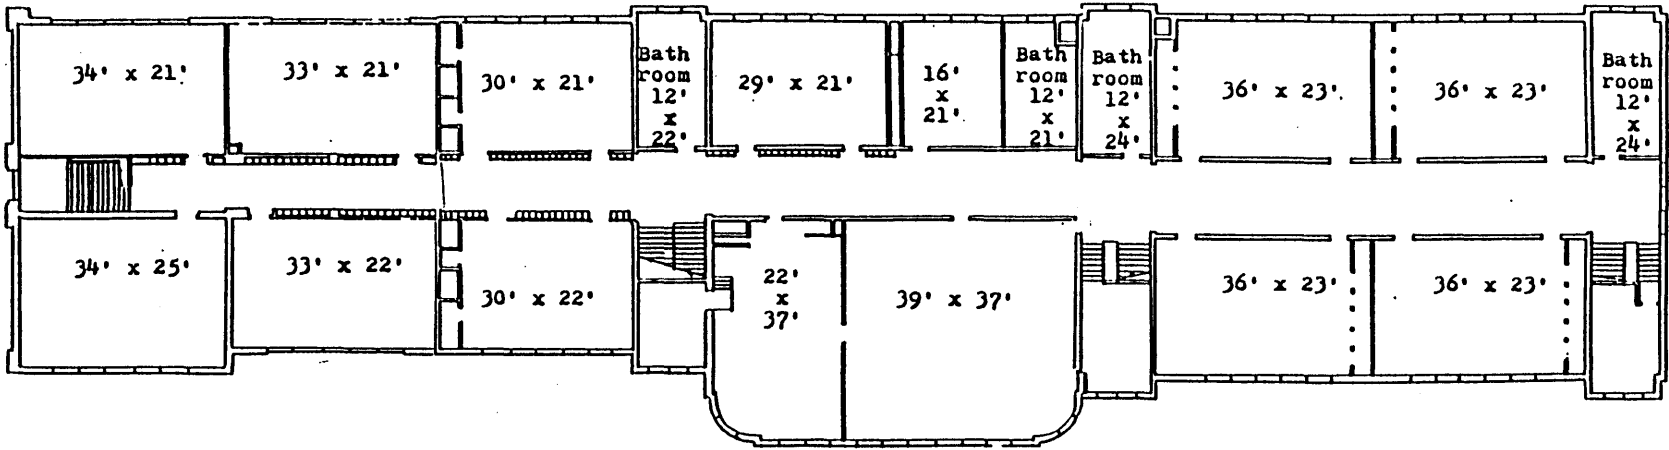 34' x 21'
33' x 21'
30' x 21'
Bath
room
12'
x
22'
29' x 21'
16'
x
21'
Bath
room
12'
x
21'
Bath
room
12'
x
24'
36' x 23'
36' x 23'
Bath
room
12'
x
24'
34' x 25'
33' x 22'
30' x 22'
22'
x
37'
39' x 37'
36' x 23'
36' x 23'